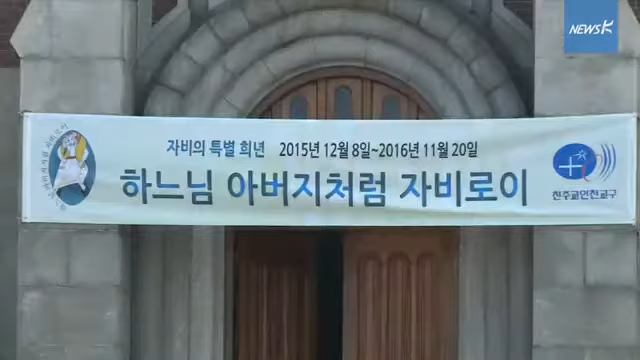 NEWSK
자비의 특별 희년 2015년 12월 8일~2016년 11월 20일
하느님 아버지처럼 자비로이
천주교인천교구